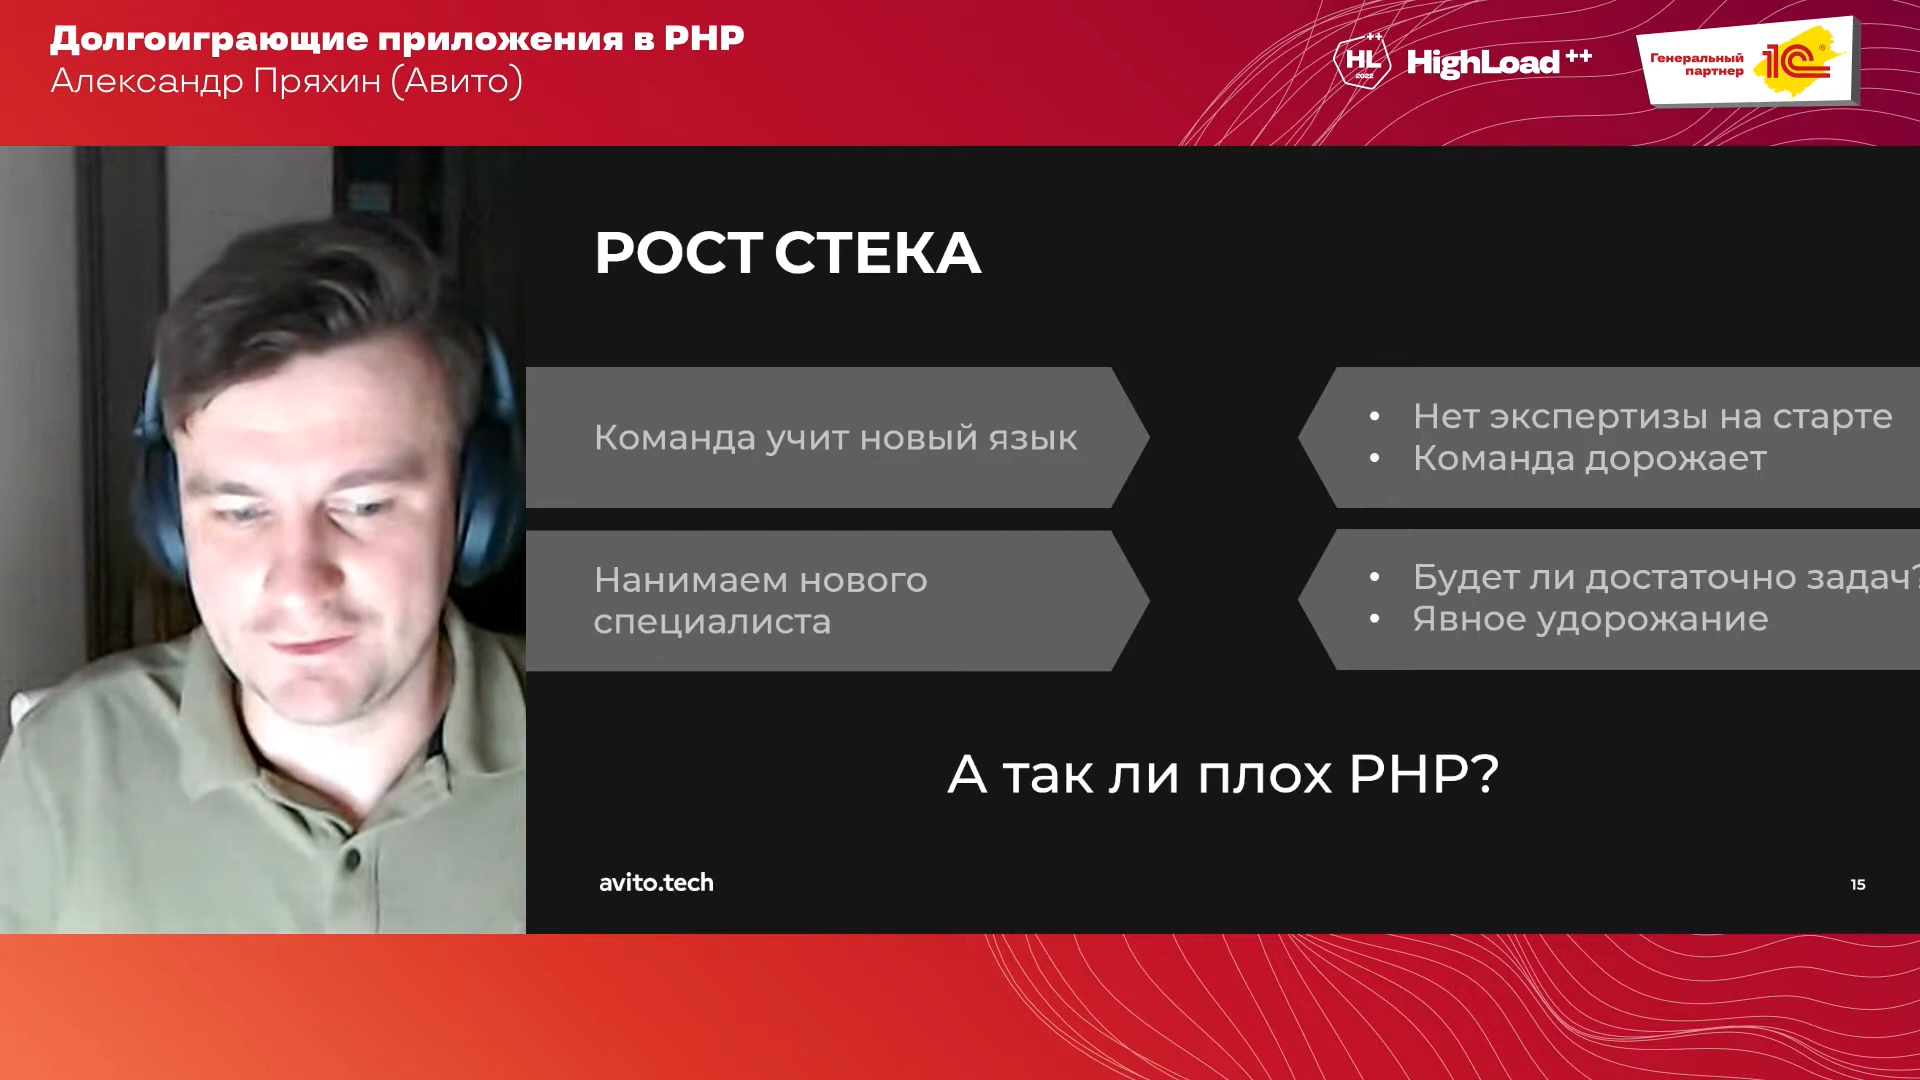 Долгоиграющие приложения в PHP
Александр Пряхин (Авито)
HL++
2022
HighLoad++
Генеральный
партнер
1С®
РОСТ СТЕКА
Команда учит новый язык
• Нет экспертизы на старте
• Команда дорожает
Нанимаем нового
специалиста
• Будет ли достаточно задач?
• Явное удорожание
А так ли плох PHP?
avito.tech
15